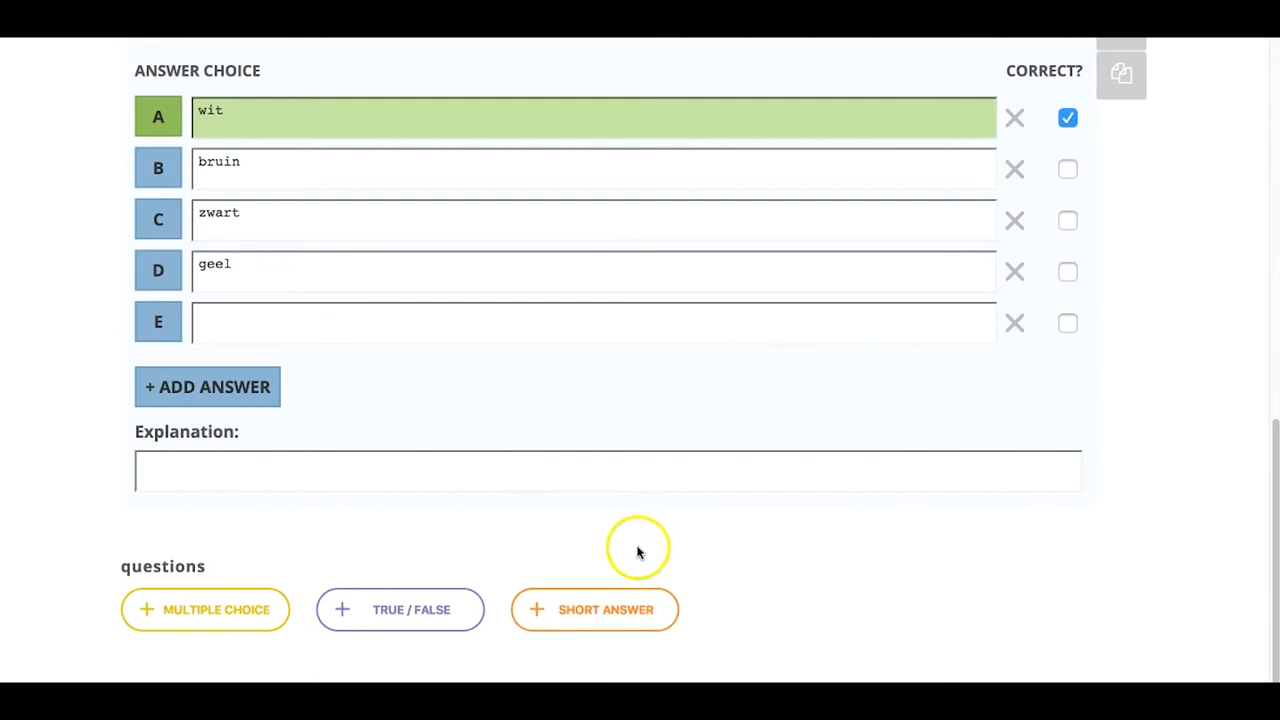 ANSWER CHOICE CORRECT?
A wit
B bruin
C zwart
D geel
E
+ ADD ANSWER
Explanation:
questions
+ MULTIPLE CHOICE + TRUE / FALSE + SHORT ANSWER